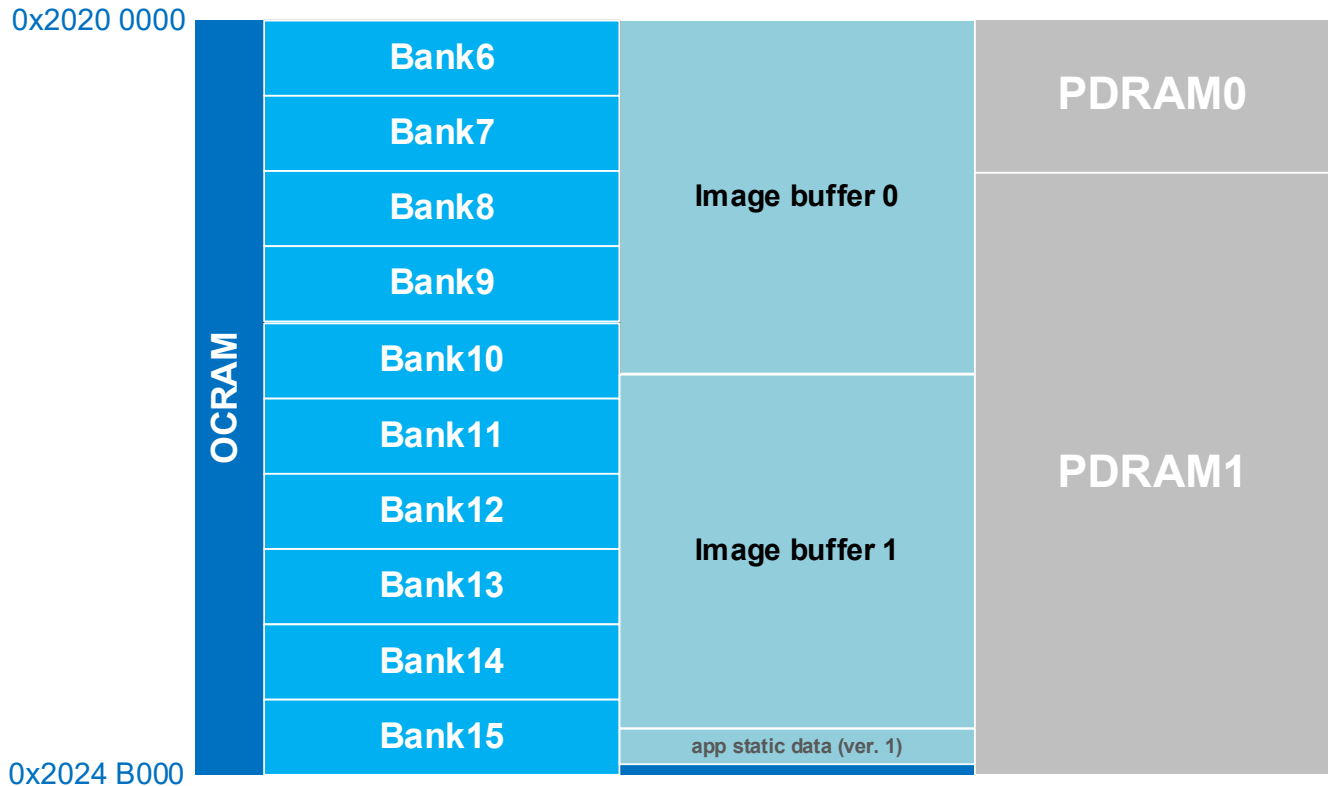 0x2020 0000
OCRAM
Bank6
Bank7
Bank8
Bank9
Bank10
Bank11
Bank12
Bank13
Bank14
Bank15
Image buffer 0
Image buffer 1
app static data (ver. 1)
PDRAM0
PDRAM1
0x2024 B000